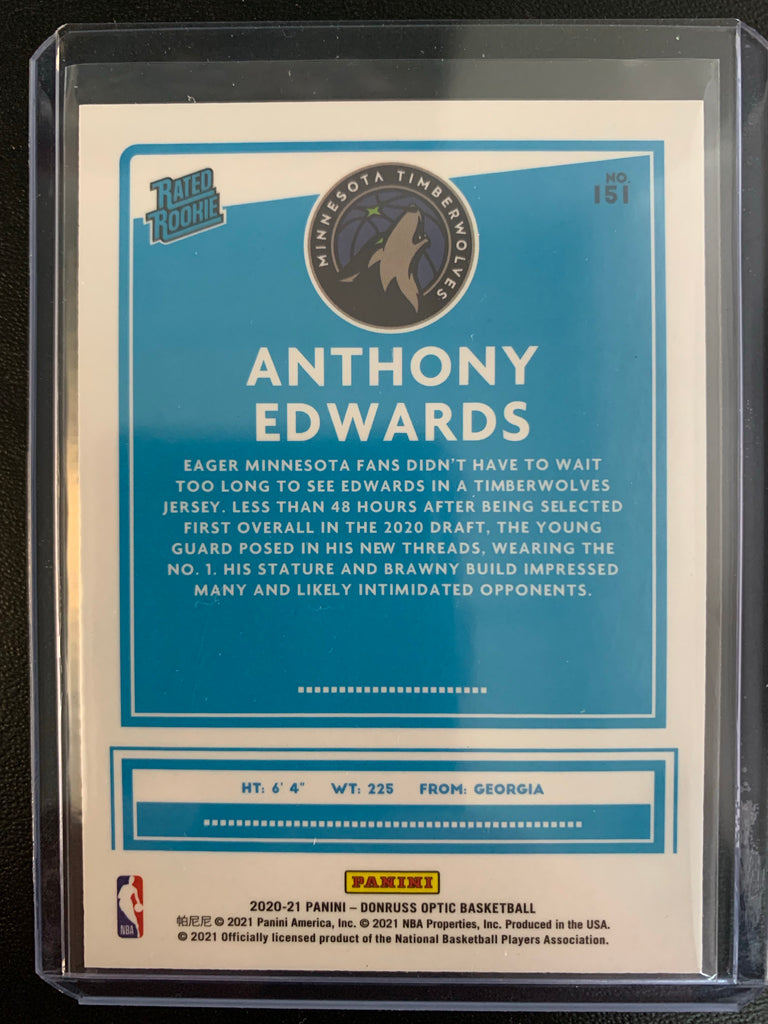 RATED
ROOKIE
MINNESOTA TIMBERWOLVES
NO.
151
ANTHONY
EDWARDS
EAGER MINNESOTA FANS DIDN'T HAVE TO WAIT
TOO LONG TO SEE EDWARDS IN A TIMBERWOLVES
JERSEY. LESS THAN 48 HOURS AFTER BEING SELECTED
FIRST OVERALL IN THE 2020 DRAFT, THE YOUNG
GUARD POSED IN HIS NEW THREADS, WEARING THE
NO. 1. HIS STATURE AND BRAWNY BUILD IMPRESSED
MANY AND LIKELY INTIMIDATED OPPONENTS.
HT: 6' 4" WT: 225 FROM: GEORGIA
PANINI
NBA
2020-21 PANINI – DONRUSS OPTIC BASKETBALL
帕尼尼 © 2021 Panini America, Inc. © 2021 NBA Properties, Inc. Produced in the USA.
© 2021 Officially licensed product of the National Basketball Players Association.